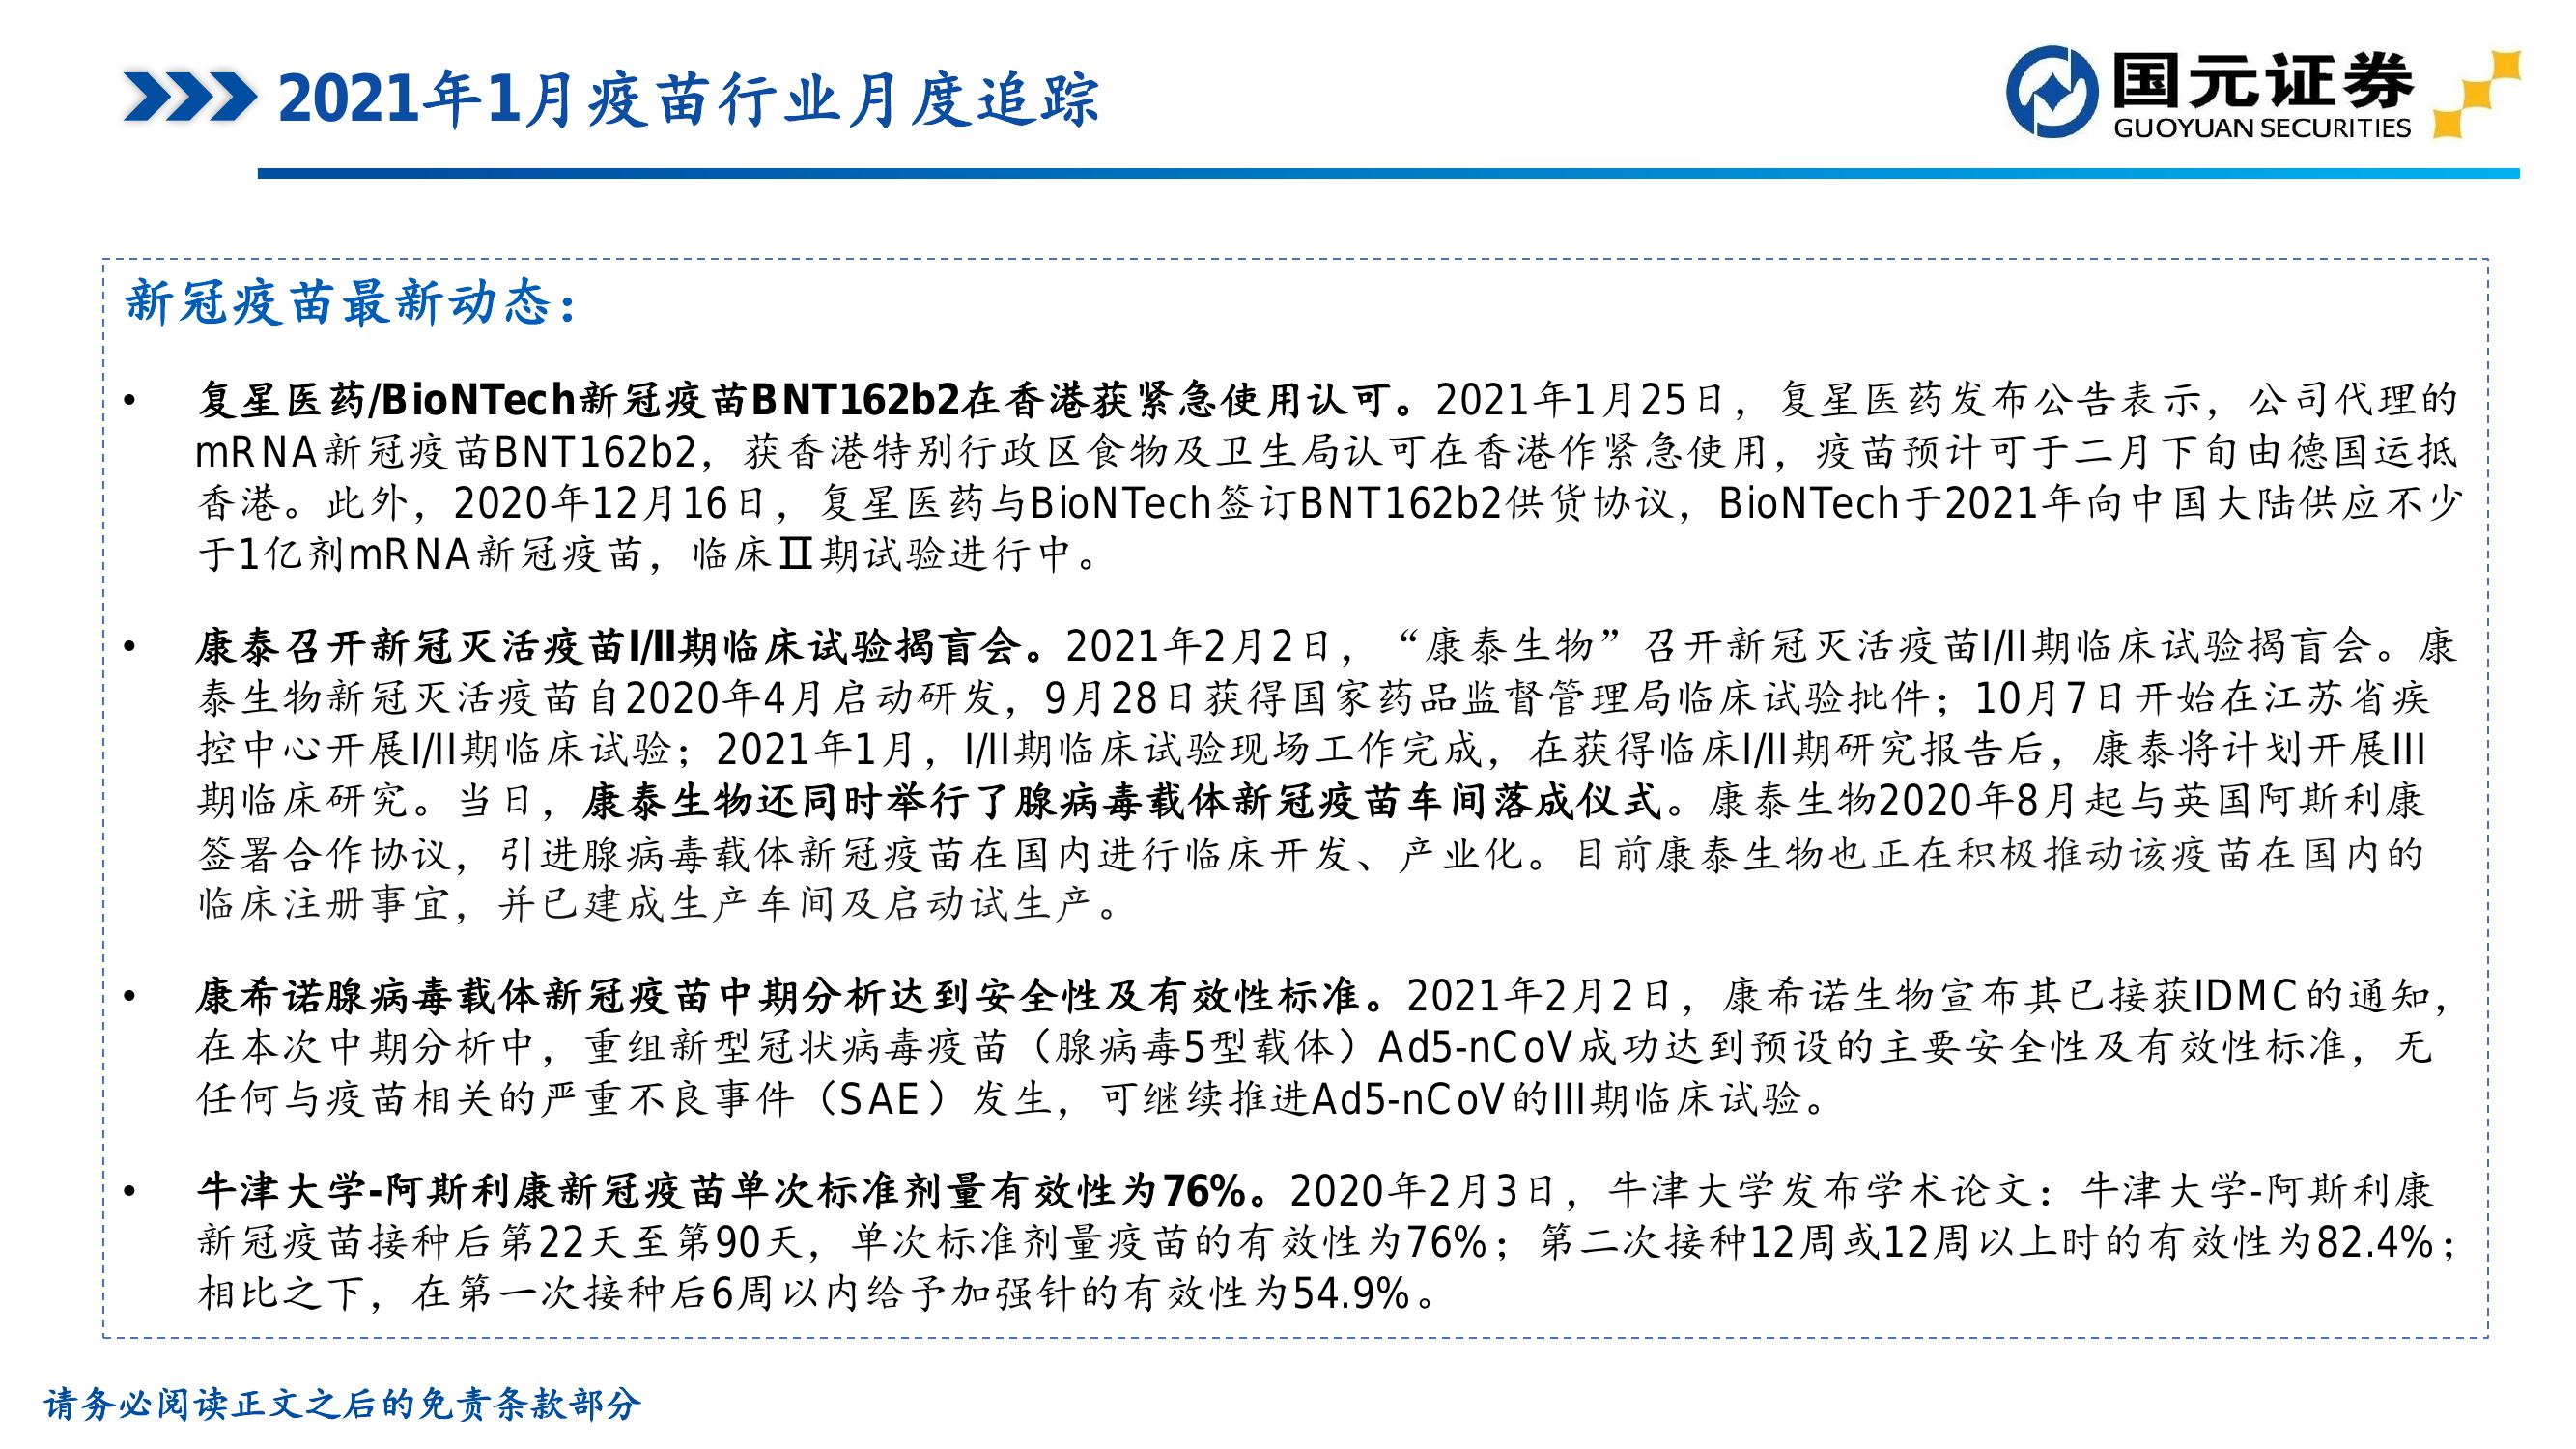 2021年1月疫苗行业月度追踪
国元证券
GUOYUAN SECURITIES
新冠疫苗最新动态：
• 复星医药/BioNTech新冠疫苗BNT162b2在香港获紧急使用认可。2021年1月25日，复星医药发布公告表示，公司代理的
mRNA新冠疫苗BNT162b2，获香港特别行政区食物及卫生局认可在香港作紧急使用，疫苗预计可于二月下旬由德国运抵
香港。此外，2020年12月16日，复星医药与BioNTech签订BNT162b2供货协议，BioNTech于2021年向中国大陆供应不少
于1亿剂mRNA新冠疫苗，临床Ⅱ期试验进行中。
• 康泰召开新冠灭活疫苗I/II期临床试验揭盲会。2021年2月2日，“康泰生物”召开新冠灭活疫苗I/II期临床试验揭盲会。康
泰生物新冠灭活疫苗自2020年4月启动研发，9月28日获得国家药品监督管理局临床试验批件；10月7日开始在江苏省疾
控中心开展I/II期临床试验；2021年1月，I/II期临床试验现场工作完成，在获得临床I/II期研究报告后，康泰将计划开展III
期临床研究。当日，康泰生物还同时举行了腺病毒载体新冠疫苗车间落成仪式。康泰生物2020年8月起与英国阿斯利康
签署合作协议，引进腺病毒载体新冠疫苗在国内进行临床开发、产业化。目前康泰生物也正在积极推动该疫苗在国内的
临床注册事宜，并已建成生产车间及启动试生产。
• 康希诺腺病毒载体新冠疫苗中期分析达到安全性及有效性标准。2021年2月2日，康希诺生物宣布其已接获IDMC的通知，
在本次中期分析中，重组新型冠状病毒疫苗（腺病毒5型载体）Ad5-nCoV成功达到预设的主要安全性及有效性标准，无
任何与疫苗相关的严重不良事件（SAE）发生，可继续推进Ad5-nCoV的III期临床试验。
• 牛津大学-阿斯利康新冠疫苗单次标准剂量有效性为76%。2020年2月3日，牛津大学发布学术论文：牛津大学-阿斯利康
新冠疫苗接种后第22天至第90天，单次标准剂量疫苗的有效性为76%；第二次接种12周或12周以上时的有效性为82.4%；
相比之下，在第一次接种后6周以内给予加强针的有效性为54.9%。
请务必阅读正文之后的免责条款部分